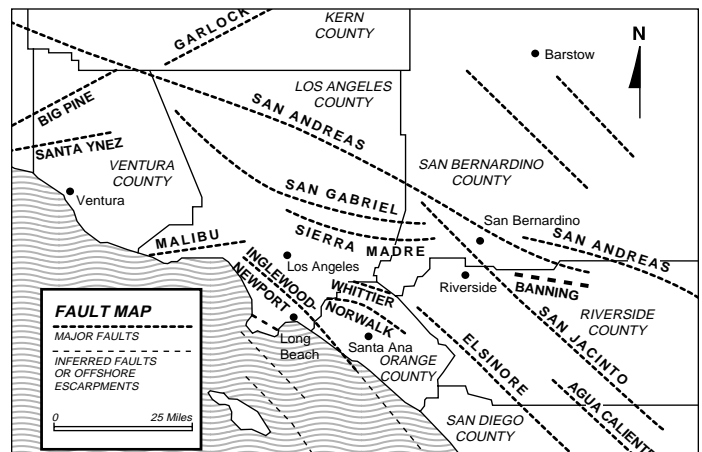 KERN
COUNTY
GARLOCK
N
Barstow
LOS ANGELES
COUNTY
BIG PINE
SAN ANDREAS
SANTA YNEZ
VENTURA
COUNTY
SAN BERNARDINO
COUNTY
Ventura
SAN GABRIEL
San Bernardino
SIERRA MADRE
MALIBU
SAN ANDREAS
Los Angeles
INGLEWOOD-
NEWPORT
Riverside
BANNING
WHITTIER
RIVERSIDE
COUNTY
NORWALK
SAN JACINTO
Long
Beach
Santa Ana
ORANGE
COUNTY
ELSINORE
AGUA CALIENTE
SAN DIEGO
COUNTY
FAULT MAP
MAJOR FAULTS
INFERRED FAULTS
OR OFFSHORE
ESCARPMENTS
0 25 Miles